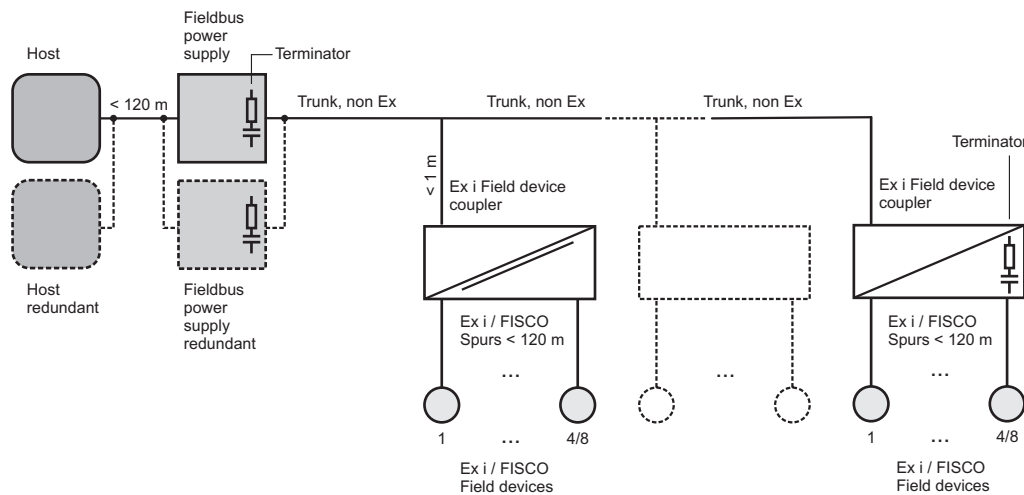 Fieldbus
power
supply
Host
Terminator
< 120 m
Trunk, non Ex
Trunk, non Ex
Trunk, non Ex
Terminator
< 1 m
Ex i Field device
coupler
Ex i Field device
coupler
Host
redundant
Fieldbus
power
supply
redundant
Ex i / FISCO
Spurs < 120 m
...
...
Ex i / FISCO
Spurs < 120 m
...
1
...
4/8
1
...
4/8
Ex i / FISCO
Field devices
Ex i / FISCO
Field devices